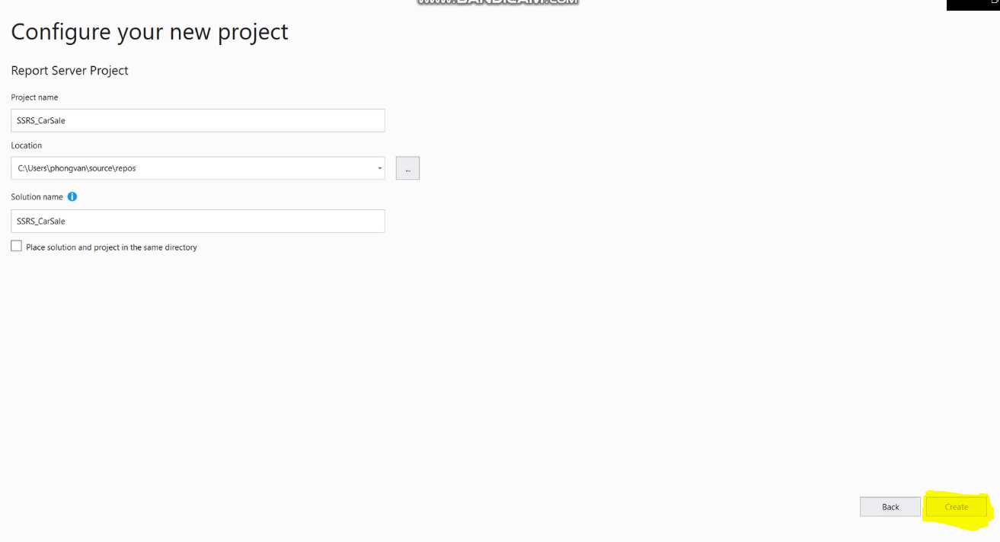 www.BANDICAM.COM
Configure your new project
Report Server Project
Project name
SSRS_CarSale
Location
C:\Users\phongvan\source\repos
...
Solution name
SSRS_CarSale
Place solution and project in the same directory
Back
Create